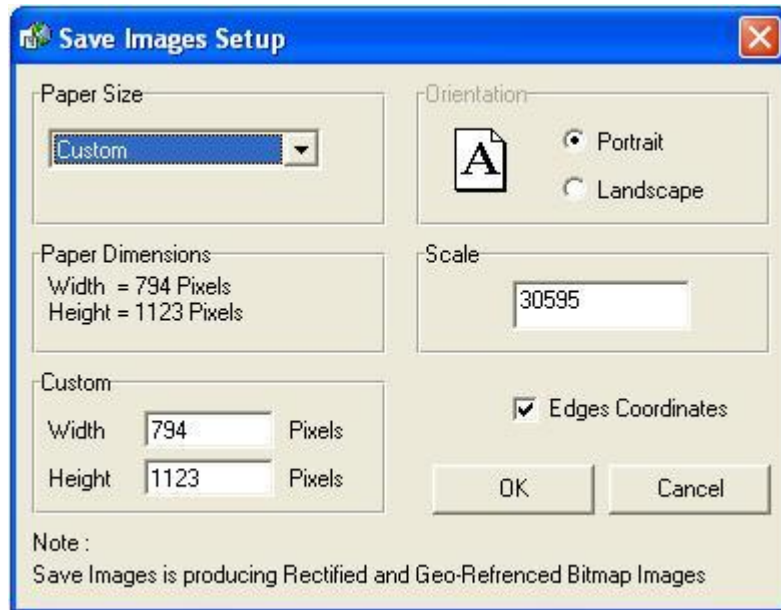 Save Images Setup
Paper Size
Custom
Orientation
A
Portrait
Landscape
Paper Dimensions
Width = 794 Pixels
Height = 1123 Pixels
Scale
30595
Custom
Width 794 Pixels
Height 1123 Pixels
Edges Coordinates
OK Cancel
Note :
Save Images is producing Rectified and Geo-Refrenced Bitmap Images